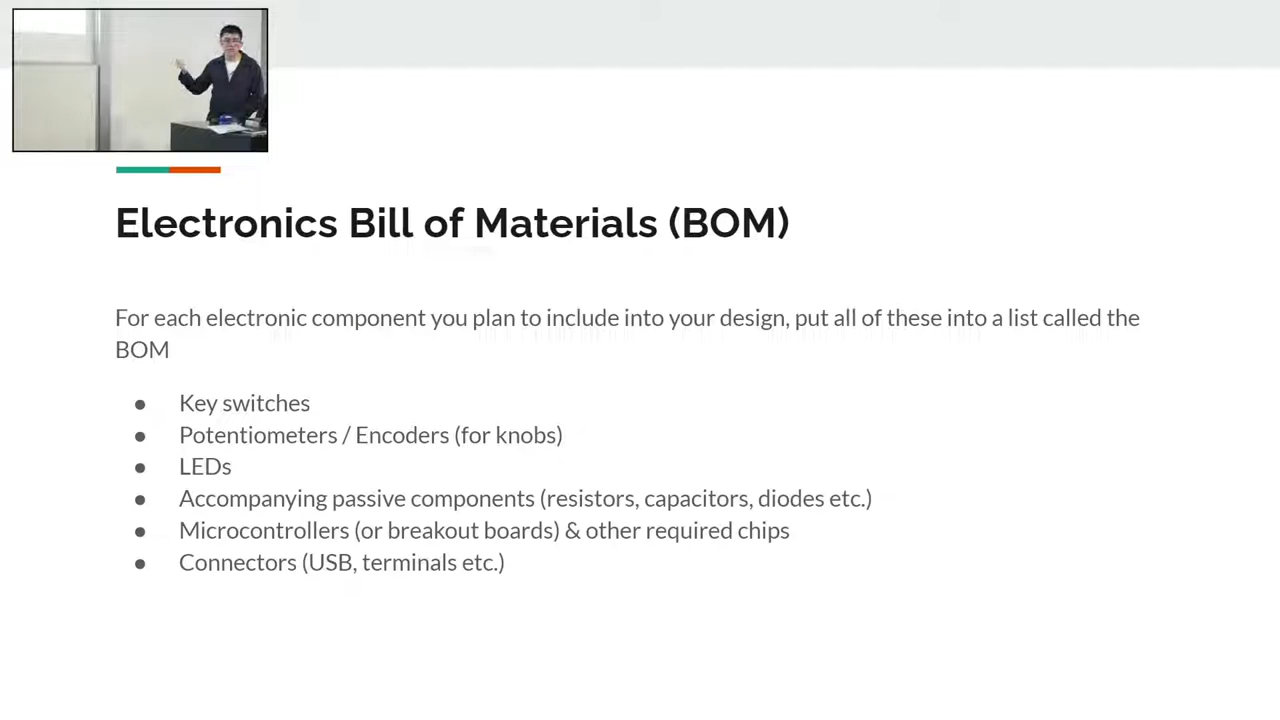 Electronics Bill of Materials (BOM)
For each electronic component you plan to include into your design, put all of these into a list called the
BOM
● Key switches
● Potentiometers / Encoders (for knobs)
● LEDs
● Accompanying passive components (resistors, capacitors, diodes etc.)
● Microcontrollers (or breakout boards) & other required chips
● Connectors (USB, terminals etc.)